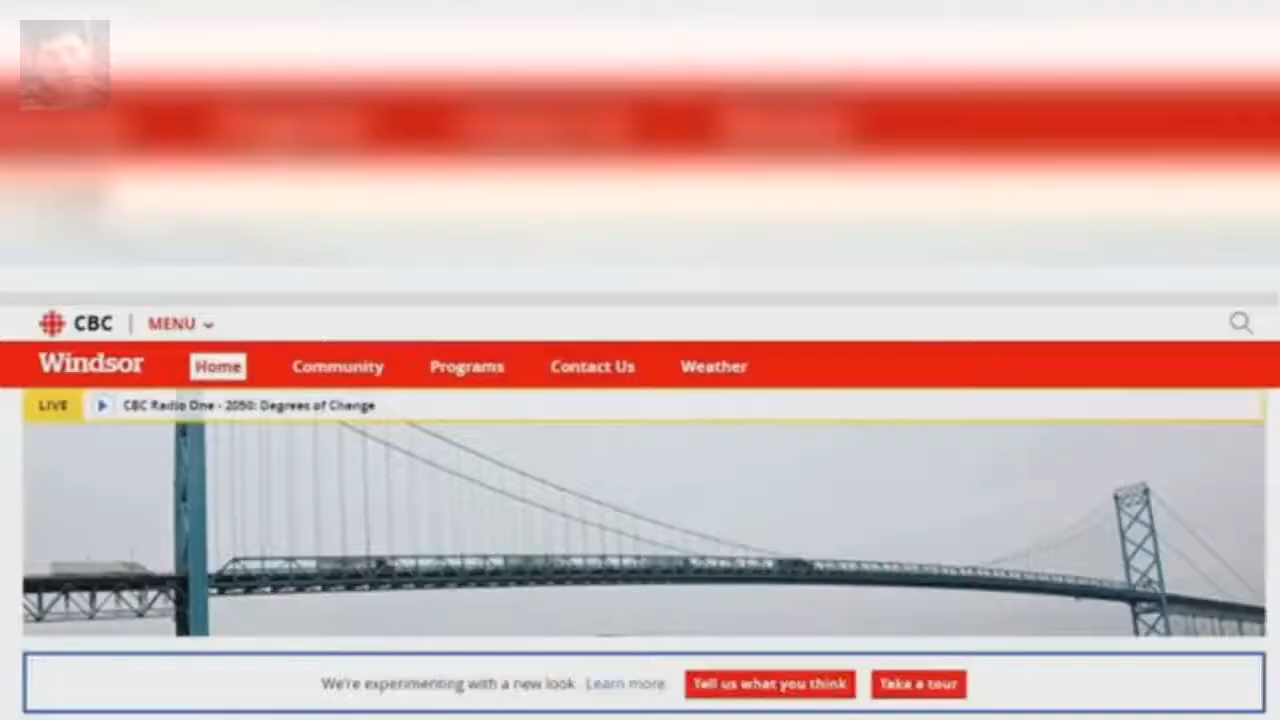 CBC | MENU
Windsor Home Community Programs Contact Us Weather
LIVE CBC Radio One - 2050: Degrees of Change
We're experimenting with a new look Learn more Tell us what you think Take a tour